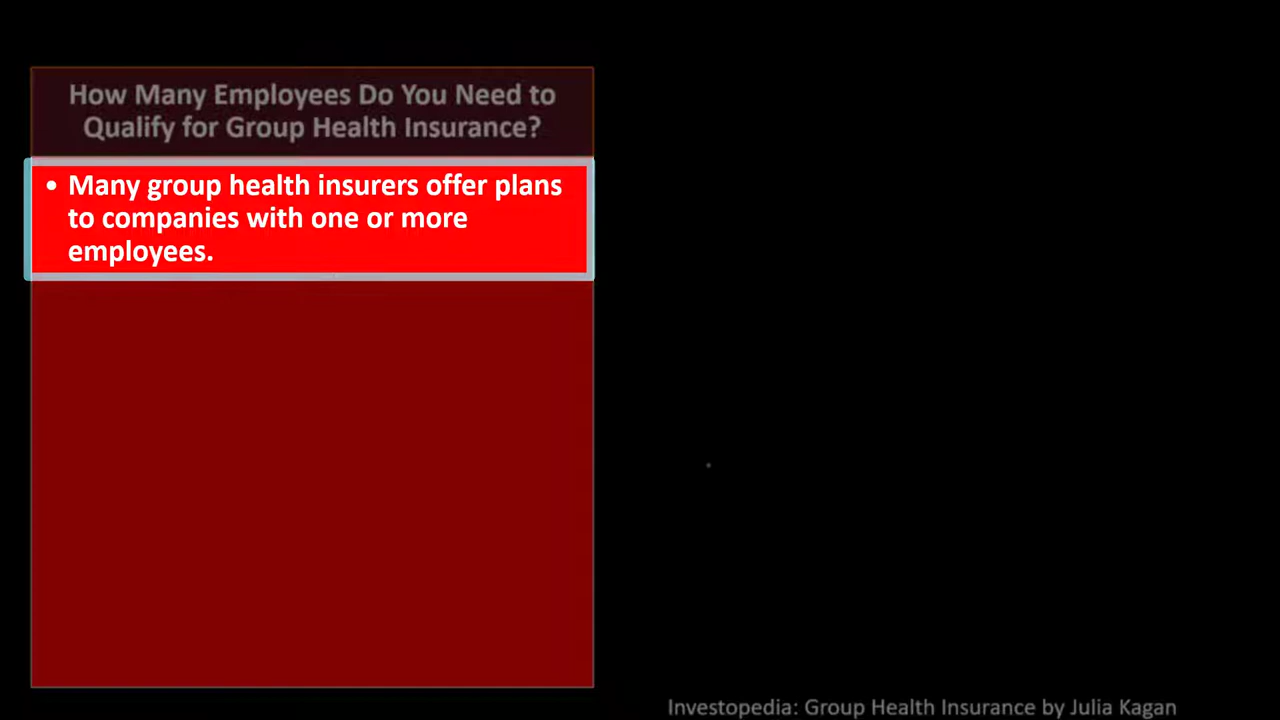 How Many Employees Do You Need to
Qualify for Group Health Insurance?
• Many group health insurers offer plans
to companies with one or more
employees.
Investopedia: Group Health Insurance by Julia Kagan